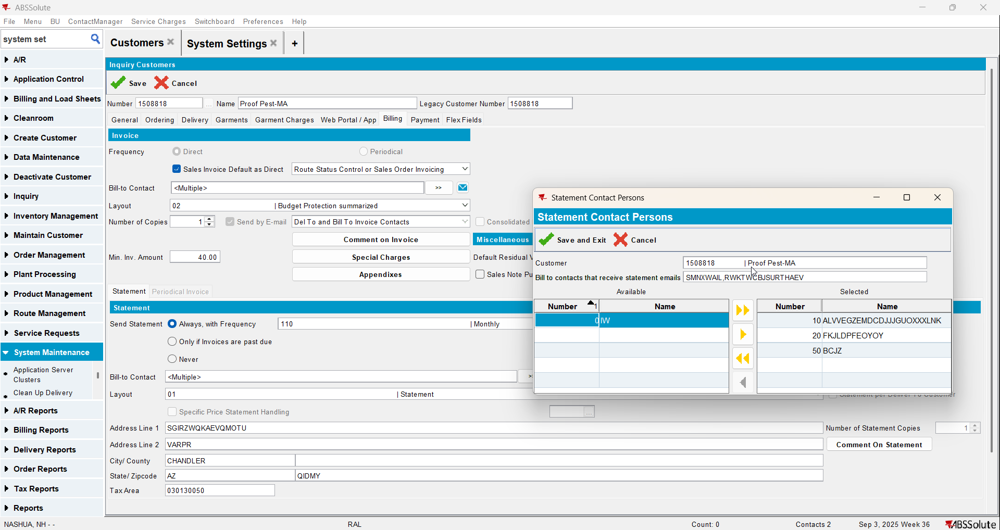 ABSSolute
File Menu BU ContactManager Service Charges Switchboard Preferences Help
system set
Customers
System Settings
+
A/R
Application Control
Billing and Load Sheets
Cleanroom
Create Customer
Data Maintenance
Deactivate Customer
Inquiry
Inventory Management
Maintain Customer
Order Management
Plant Processing
Product Management
Route Management
Service Requests
System Maintenance
Application Server
Clusters
Clean Up Delivery
A/R Reports
Billing Reports
Delivery Reports
Order Reports
Tax Reports
Reports
Inquiry Customers
Save Cancel
Number 1508818 ... Name Proof Pest-MA Legacy Customer Number 1508818
General Ordering Delivery Garments Garment Charges Web Portal / App Billing Payment Flex Fields
Invoice
Frequency Direct Periodical
Sales Invoice Default as Direct Route Status Control or Sales Order Invoicing
Bill-to Contact <Multiple> >>
Layout 02 | Budget Protection summarized
Number of Copies 1 Send by E-mail Del To and Bill To Invoice Contacts Consolidated
Comment on Invoice Miscellaneous
Min. Inv. Amount 40.00 Special Charges Default Residual V
Appendixes Sales Note Pu
Statement Periodical Invoice
Statement
Send Statement Always, with Frequency 110 | Monthly
Only if Invoices are past due
Never
Bill-to Contact <Multiple> >>
Layout 01 | Statement Statement per Deliver To Customer
Specific Price Statement Handling ...
Address Line 1 SGIRZWQKAEVQMOTU Number of Statement Copies 1
Address Line 2 VARPR Comment On Statement
City/ County CHANDLER
State/ Zipcode AZ QIDMY
Tax Area 030130050
Statement Contact Persons
Statement Contact Persons
Save and Exit Cancel
Customer 1508818 | Proof Pest-MA
Bill to contacts that receive statement emails SMNXWAIL,RWKTWCBJSURTHAEV
Available Selected
Number 1 Name Number Name
0 IW 10 ALVVEGZEMDCDJJJGUOXXXLNK
20 FKJLDPFEOYOY
50 BCJZ
NASHUA, NH - - RAL Count: 0 Contacts 2 Sep 3, 2025 Week 36 ABSSolute